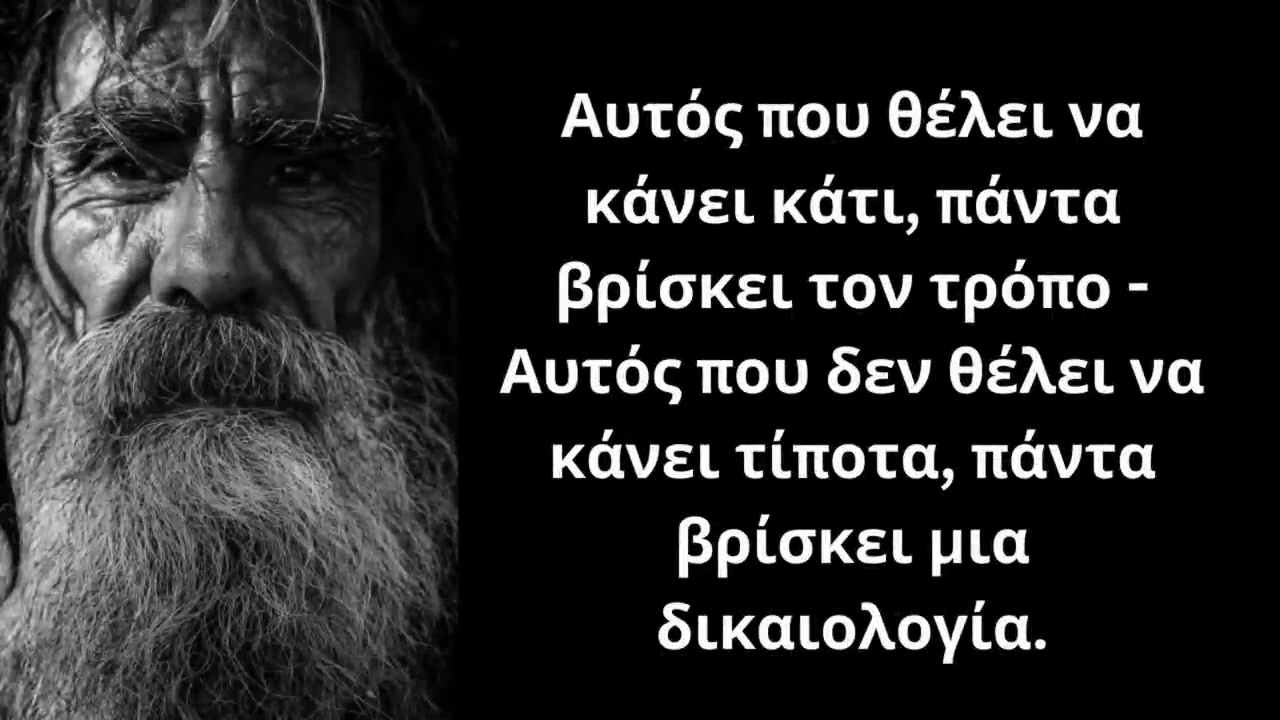 Αυτός που θέλει να
κάνει κάτι, πάντα
βρίσκει τον τρόπο -
Αυτός που δεν θέλει να
κάνει τίποτα, πάντα
βρίσκει μια
δικαιολογία.